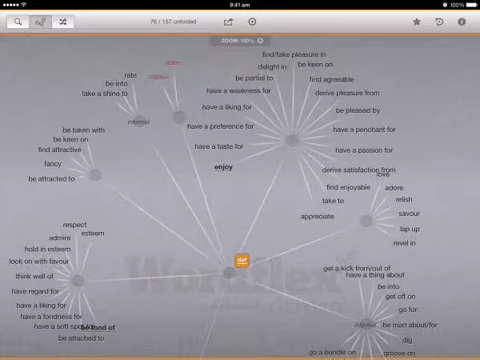 9:41 am
100%
76 / 157 unfolded
ZOOM: 100%
find/take pleasure in
delight in
be keen on
be partial to
find agreeable
have a weakness for
derive pleasure from
have a liking for
be pleased by
have a preference for
have a penchant for
have a taste for
have a passion for
enjoy
derive satisfaction from
find enjoyable
take to
appreciate
rate
be into
take a shine to
informal
be taken with
be keen on
find attractive
fancy
be attracted to
love
adore
relish
savour
lap up
revel in
def
respect
esteem
admire
hold in esteem
look on with favour
think well of
have regard for
have a liking for
have a fondness for
have a soft spot for
be fond of
be attached to
WordFlex
get a kick from/out of
have a thing about
be into
get off on
go for
informal
be mad about/for
dig
groove on
go a bundle on